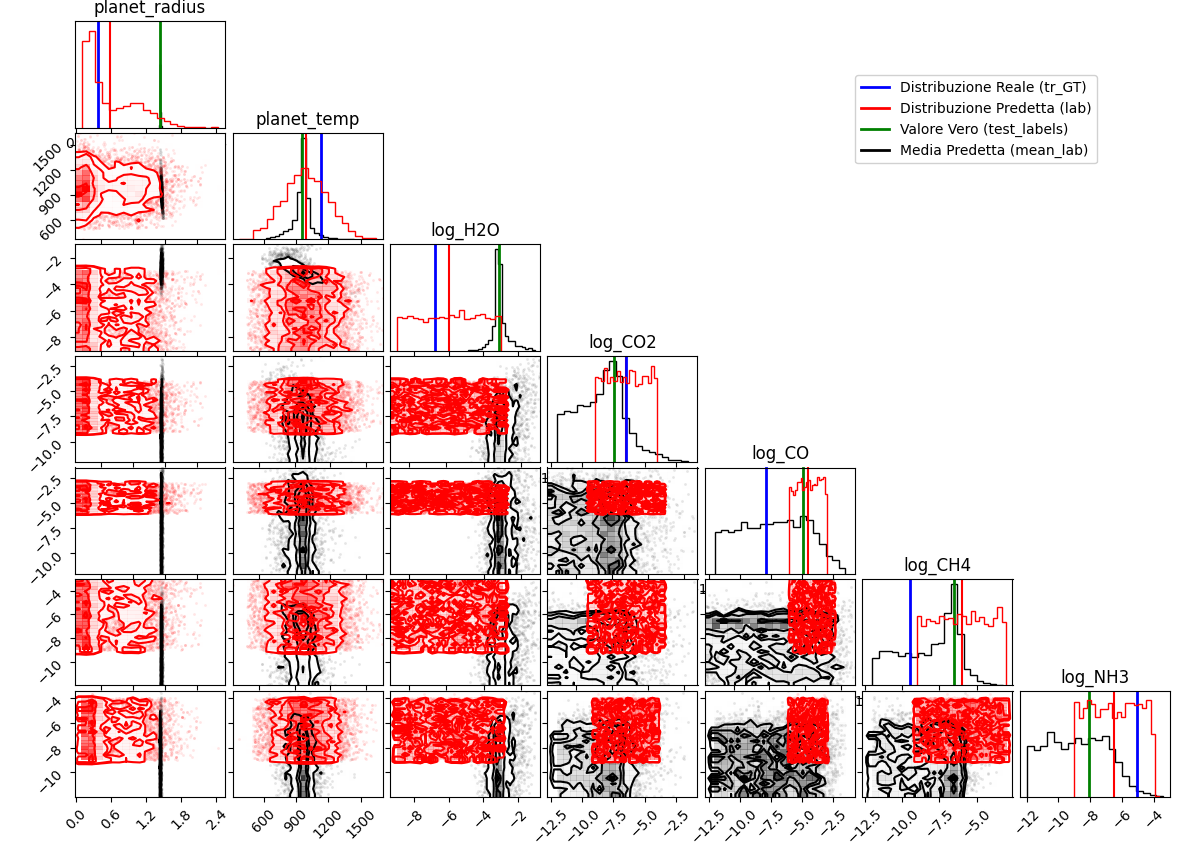 planet_radius
Distribuzione Reale (tr_GT)
Distribuzione Predetta (lab)
Valore Vero (test_labels)
Media Predetta (mean_lab)
planet_temp
1500
1200
900
600
log_H2O
−2
−4
−6
−8
log_CO2
−2.5
−5.0
−7.5
−10.0
log_CO
−2.5
−5.0
−7.5
−10.0
log_CH4
−4
−6
−8
−10
log_NH3
−4
−6
−8
−10
0.0 0.6 1.2 1.8 2.4 600 900 1200 1500 −8 −6 −4 −2 −12.5 −10.0 −7.5 −5.0 −2.5 −12.5 −10.0 −7.5 −5.0 −2.5 −12.5 −10.0 −7.5 −5.0 −12 −10 −8 −6 −4